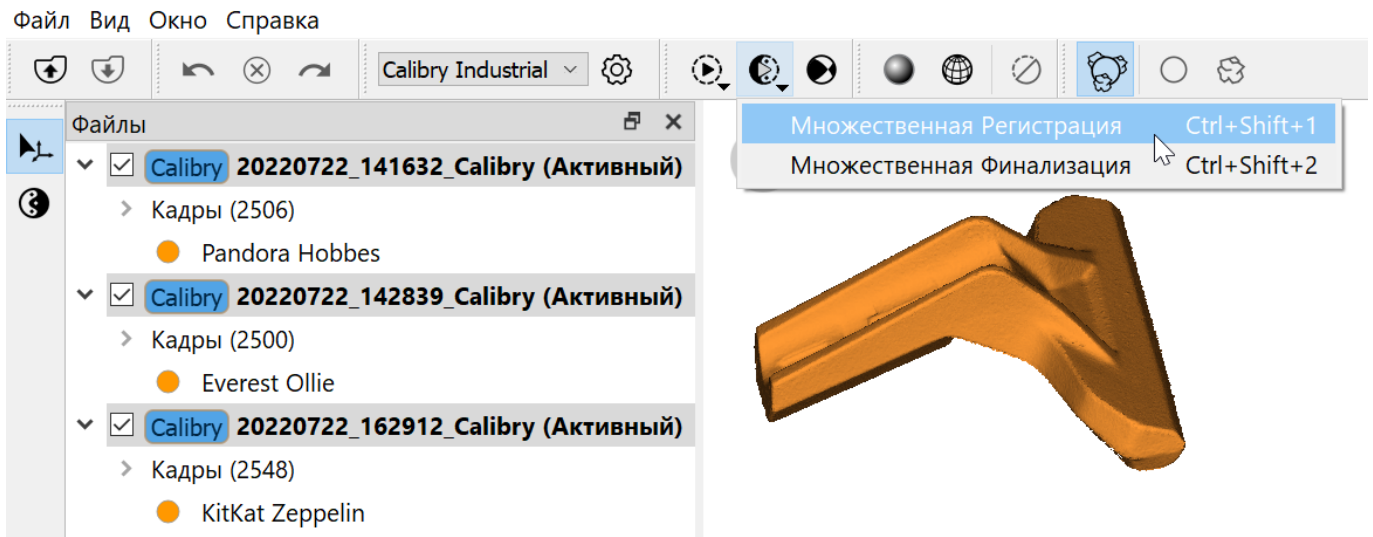 Файл Вид Окно Справка
Calibry Industrial
Файлы
Множественная Регистрация Ctrl+Shift+1
Множественная Финализация Ctrl+Shift+2
Calibry 20220722_141632_Calibry (Активный)
Кадры (2506)
Pandora Hobbes
Calibry 20220722_142839_Calibry (Активный)
Кадры (2500)
Everest Ollie
Calibry 20220722_162912_Calibry (Активный)
Кадры (2548)
KitKat Zeppelin